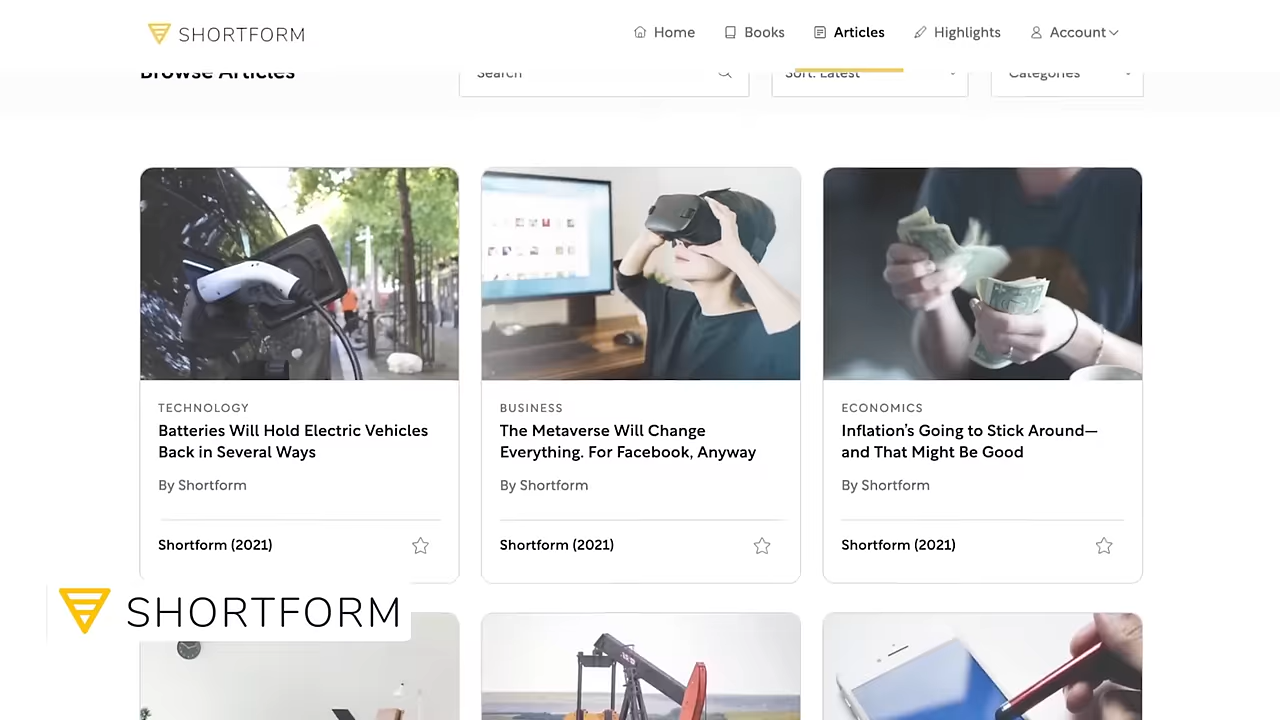 SHORTFORM
Home
Books
Articles
Highlights
Account
Browse Articles
Search
Sort: Latest
Categories
TECHNOLOGY
Batteries Will Hold Electric Vehicles
Back in Several Ways
By Shortform
Shortform (2021)
BUSINESS
The Metaverse Will Change
Everything. For Facebook, Anyway
By Shortform
Shortform (2021)
ECONOMICS
Inflation’s Going to Stick Around—
and That Might Be Good
By Shortform
Shortform (2021)
SHORTFORM